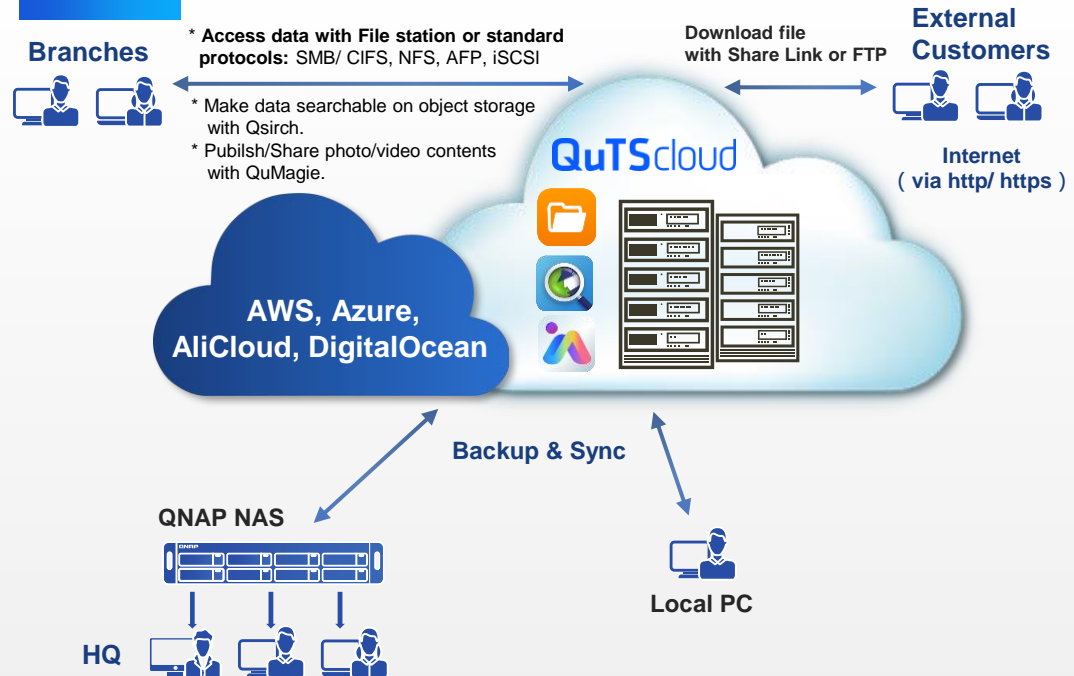 Branches
* Access data with File station or standard
protocols: SMB/ CIFS, NFS, AFP, iSCSI
* Make data searchable on object storage
with Qsirch.
* Pubilsh/Share photo/video contents
with QuMagie.
Download file
with Share Link or FTP
External
Customers
Internet
( via http/ https )
QuTScloud
AWS, Azure,
AliCloud, DigitalOcean
Backup & Sync
QNAP NAS
QNAP
Local PC
HQ